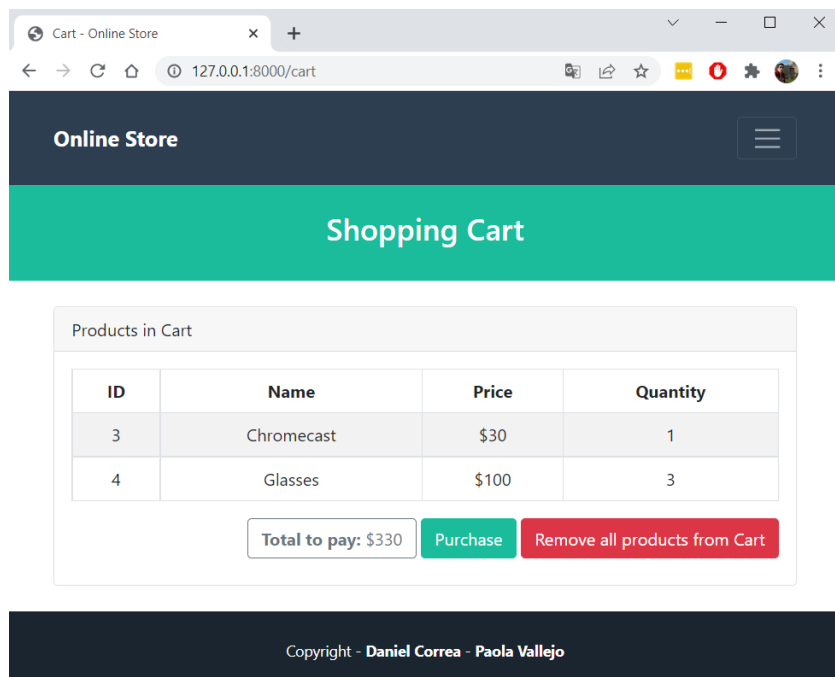 Cart - Online Store
127.0.0.1:8000/cart
Online Store
Shopping Cart
Products in Cart
ID Name Price Quantity
3 Chromecast $30 1
4 Glasses $100 3
Total to pay: $330 Purchase Remove all products from Cart
Copyright - Daniel Correa - Paola Vallejo